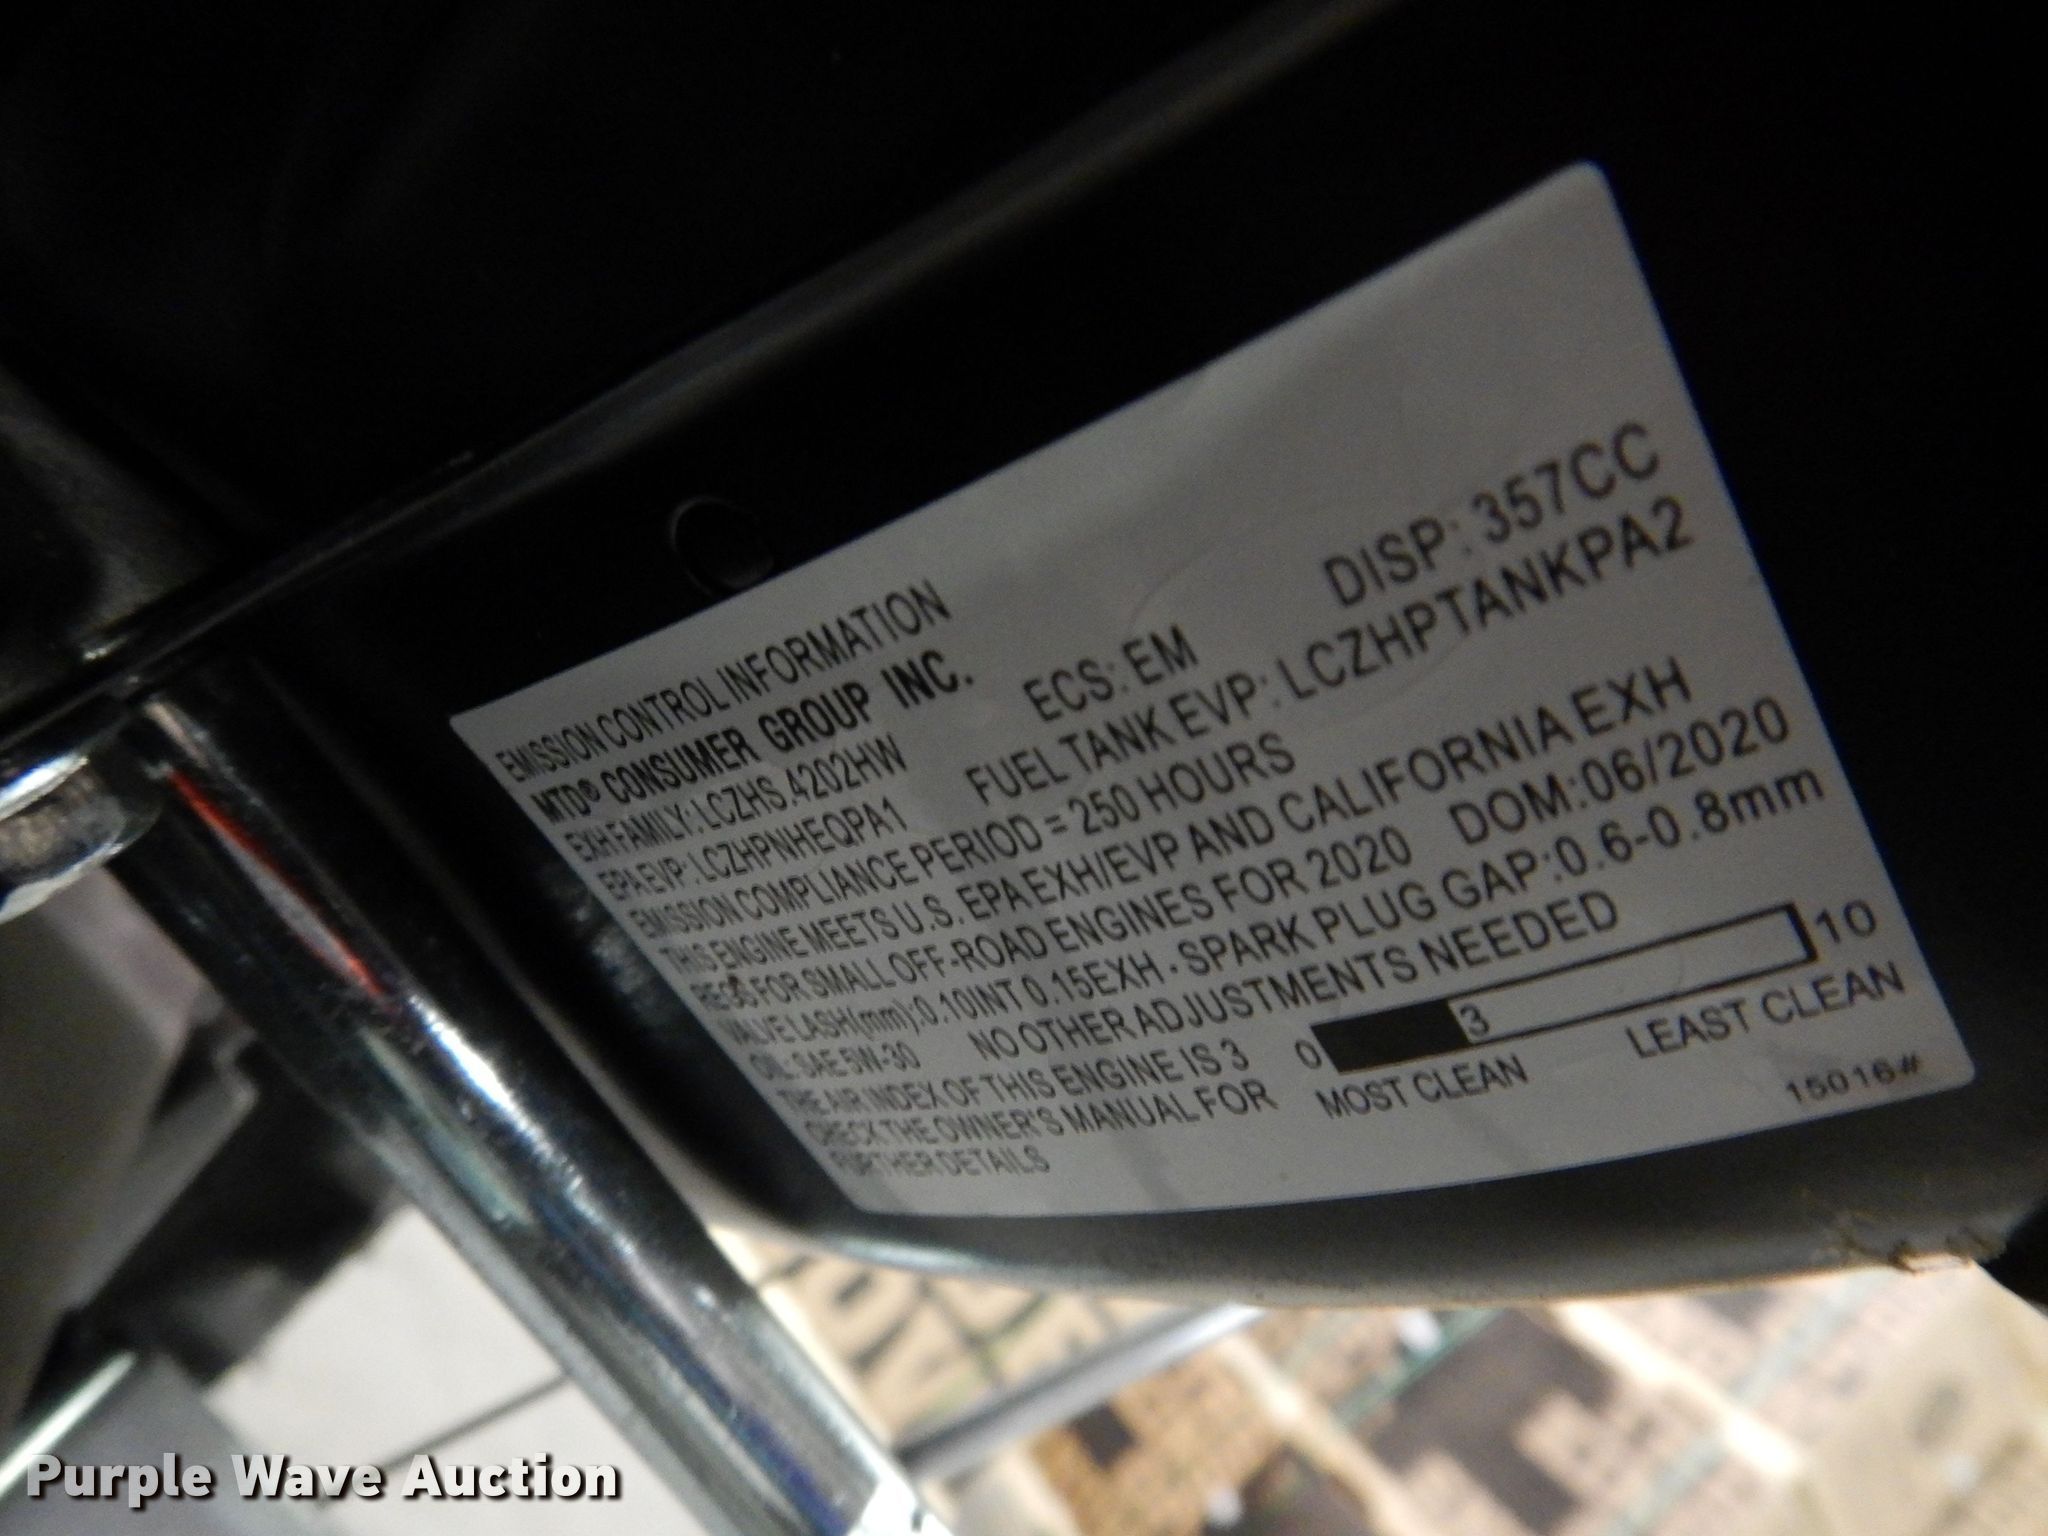 EMISSION CONTROL INFORMATION
MTD® CONSUMER GROUP INC.
EXH FAMILY: LCZHS.4202HW ECS: EM DISP: 357CC
EPA EVP: LCZHPNHEQPA1 FUEL TANK EVP: LCZHPTANKPA2
EMISSION COMPLIANCE PERIOD = 250 HOURS
THIS ENGINE MEETS U.S. EPA EXH/EVP AND CALIFORNIA EXH
REGS FOR SMALL OFF-ROAD ENGINES FOR 2020 DOM:06/2020
VALVE LASH(mm):0.10INT 0.15EXH . SPARK PLUG GAP:0.6-0.8mm
OIL: SAE 5W-30 NO OTHER ADJUSTMENTS NEEDED
THE AIR INDEX OF THIS ENGINE IS 3 0 3 10
CHECK THE OWNER'S MANUAL FOR MOST CLEAN LEAST CLEAN
FURTHER DETAILS 15016#
Purple Wave Auction